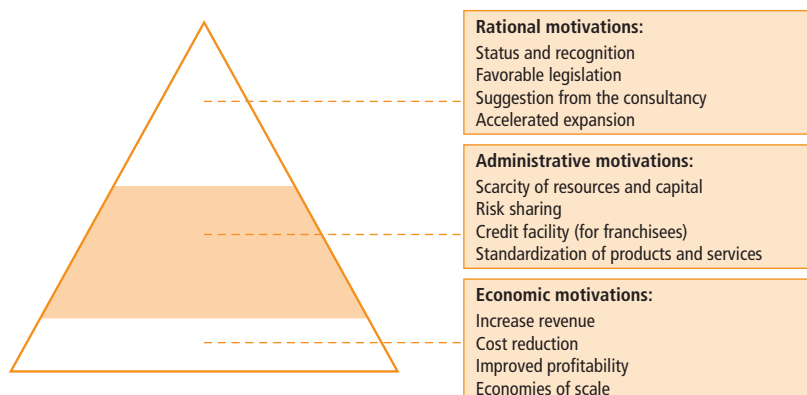 Rational motivations:
Status and recognition
Favorable legislation
Suggestion from the consultancy
Accelerated expansion
Administrative motivations:
Scarcity of resources and capital
Risk sharing
Credit facility (for franchisees)
Standardization of products and services
Economic motivations:
Increase revenue
Cost reduction
Improved profitability
Economies of scale